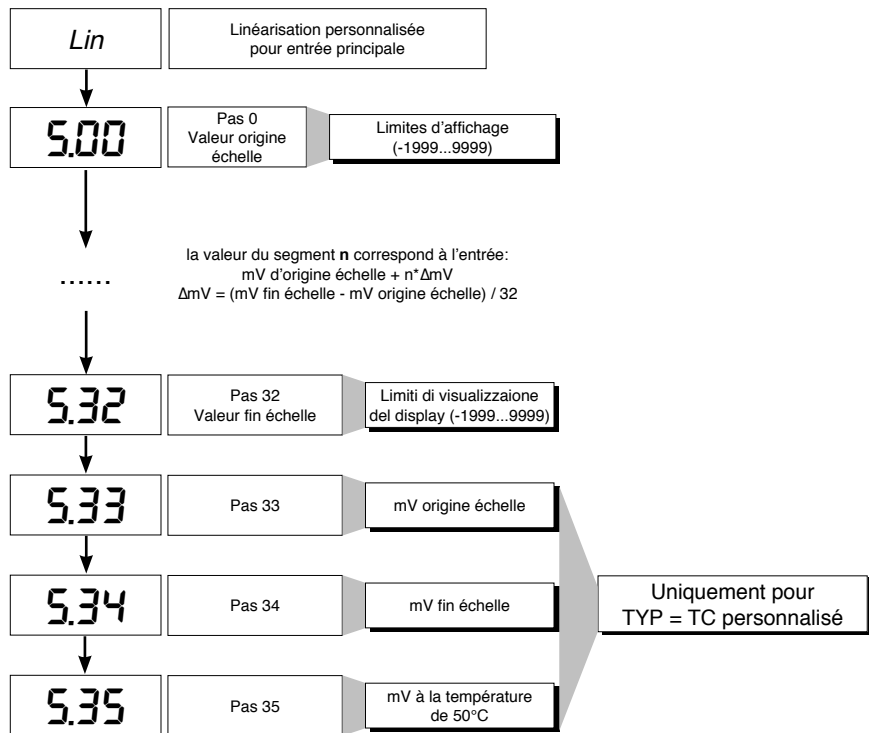 Lin
Linéarisation personnalisée
pour entrée principale
5.00
Pas 0
Valeur origine
échelle
Limites d'affichage
(-1999...9999)
......
la valeur du segment n correspond à l'entrée:
mV d'origine échelle + n*ΔmV
ΔmV = (mV fin échelle - mV origine échelle) / 32
5.32
Pas 32
Valeur fin échelle
Limiti di visualizzaione
del display (-1999...9999)
5.33
Pas 33
mV origine échelle
5.34
Pas 34
mV fin échelle
Uniquement pour
TYP = TC personnalisé
5.35
Pas 35
mV à la température
de 50°C